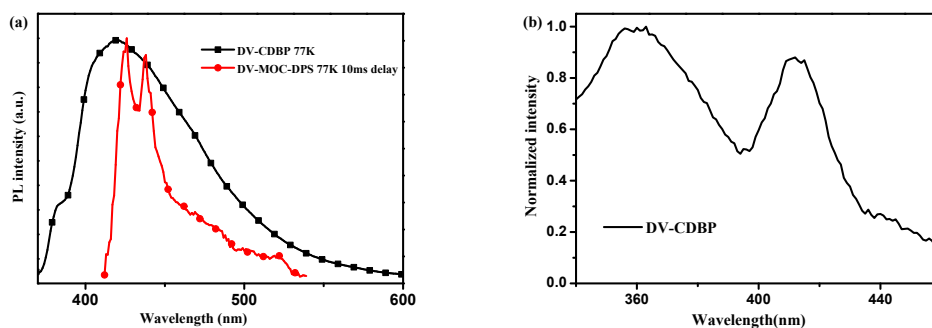 (a)
DV-CDBP 77K
DV-MOC-DPS 77K 10ms delay
PL intensity (a.u.)
400 500 600
Wavelength (nm)
(b)
1.0
0.8
0.6
0.4
0.2
0.0
Normalized intensity
DV-CDBP
360 400 440
Wavelength(nm)